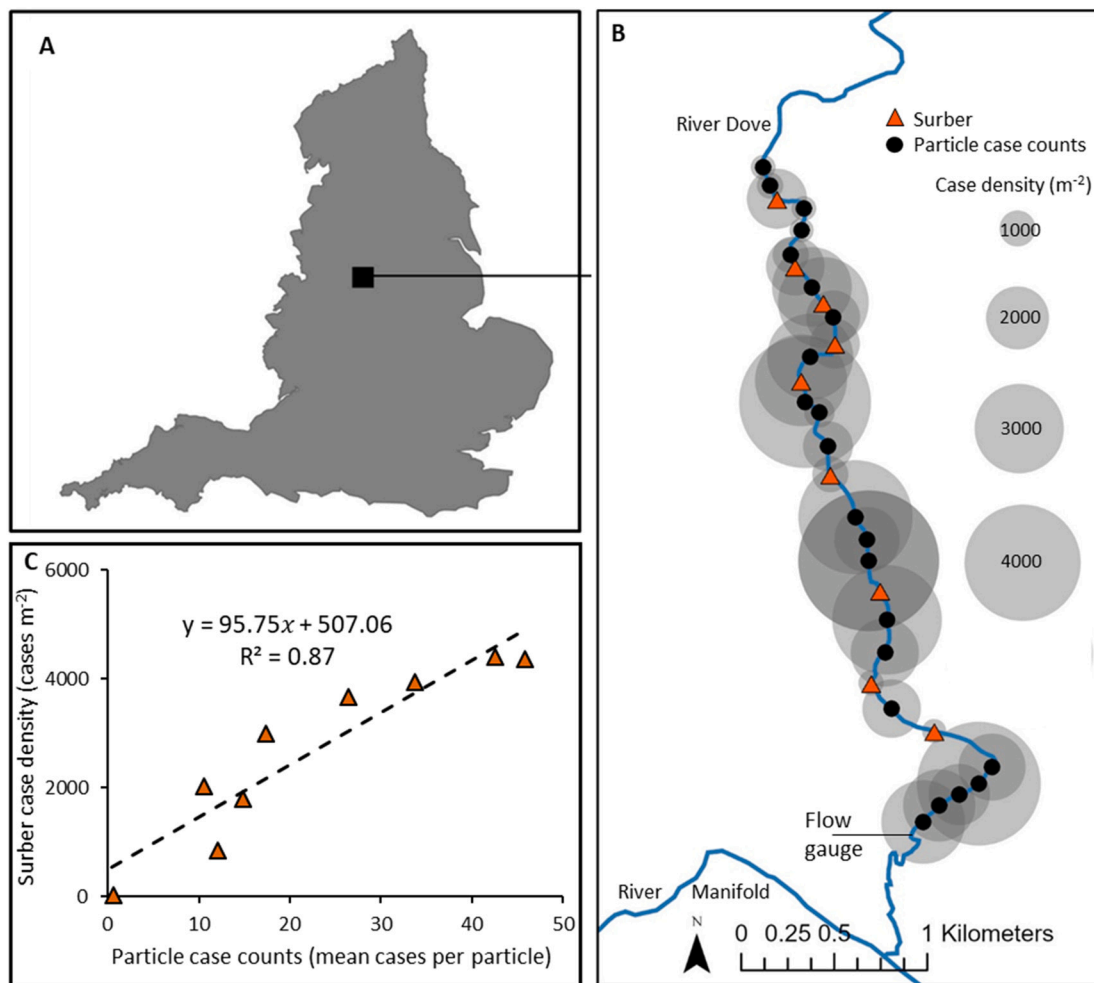 A
B
River Dove
Surber
Particle case counts
Case density (m-2)
1000
2000
3000
4000
Flow
gauge
River Manifold
N
0 0.25 0.5 1 Kilometers
C
6000
4000
2000
0
y = 95.75x + 507.06
R² = 0.87
Surber case density (cases m-2)
0 10 20 30 40 50
Particle case counts (mean cases per particle)